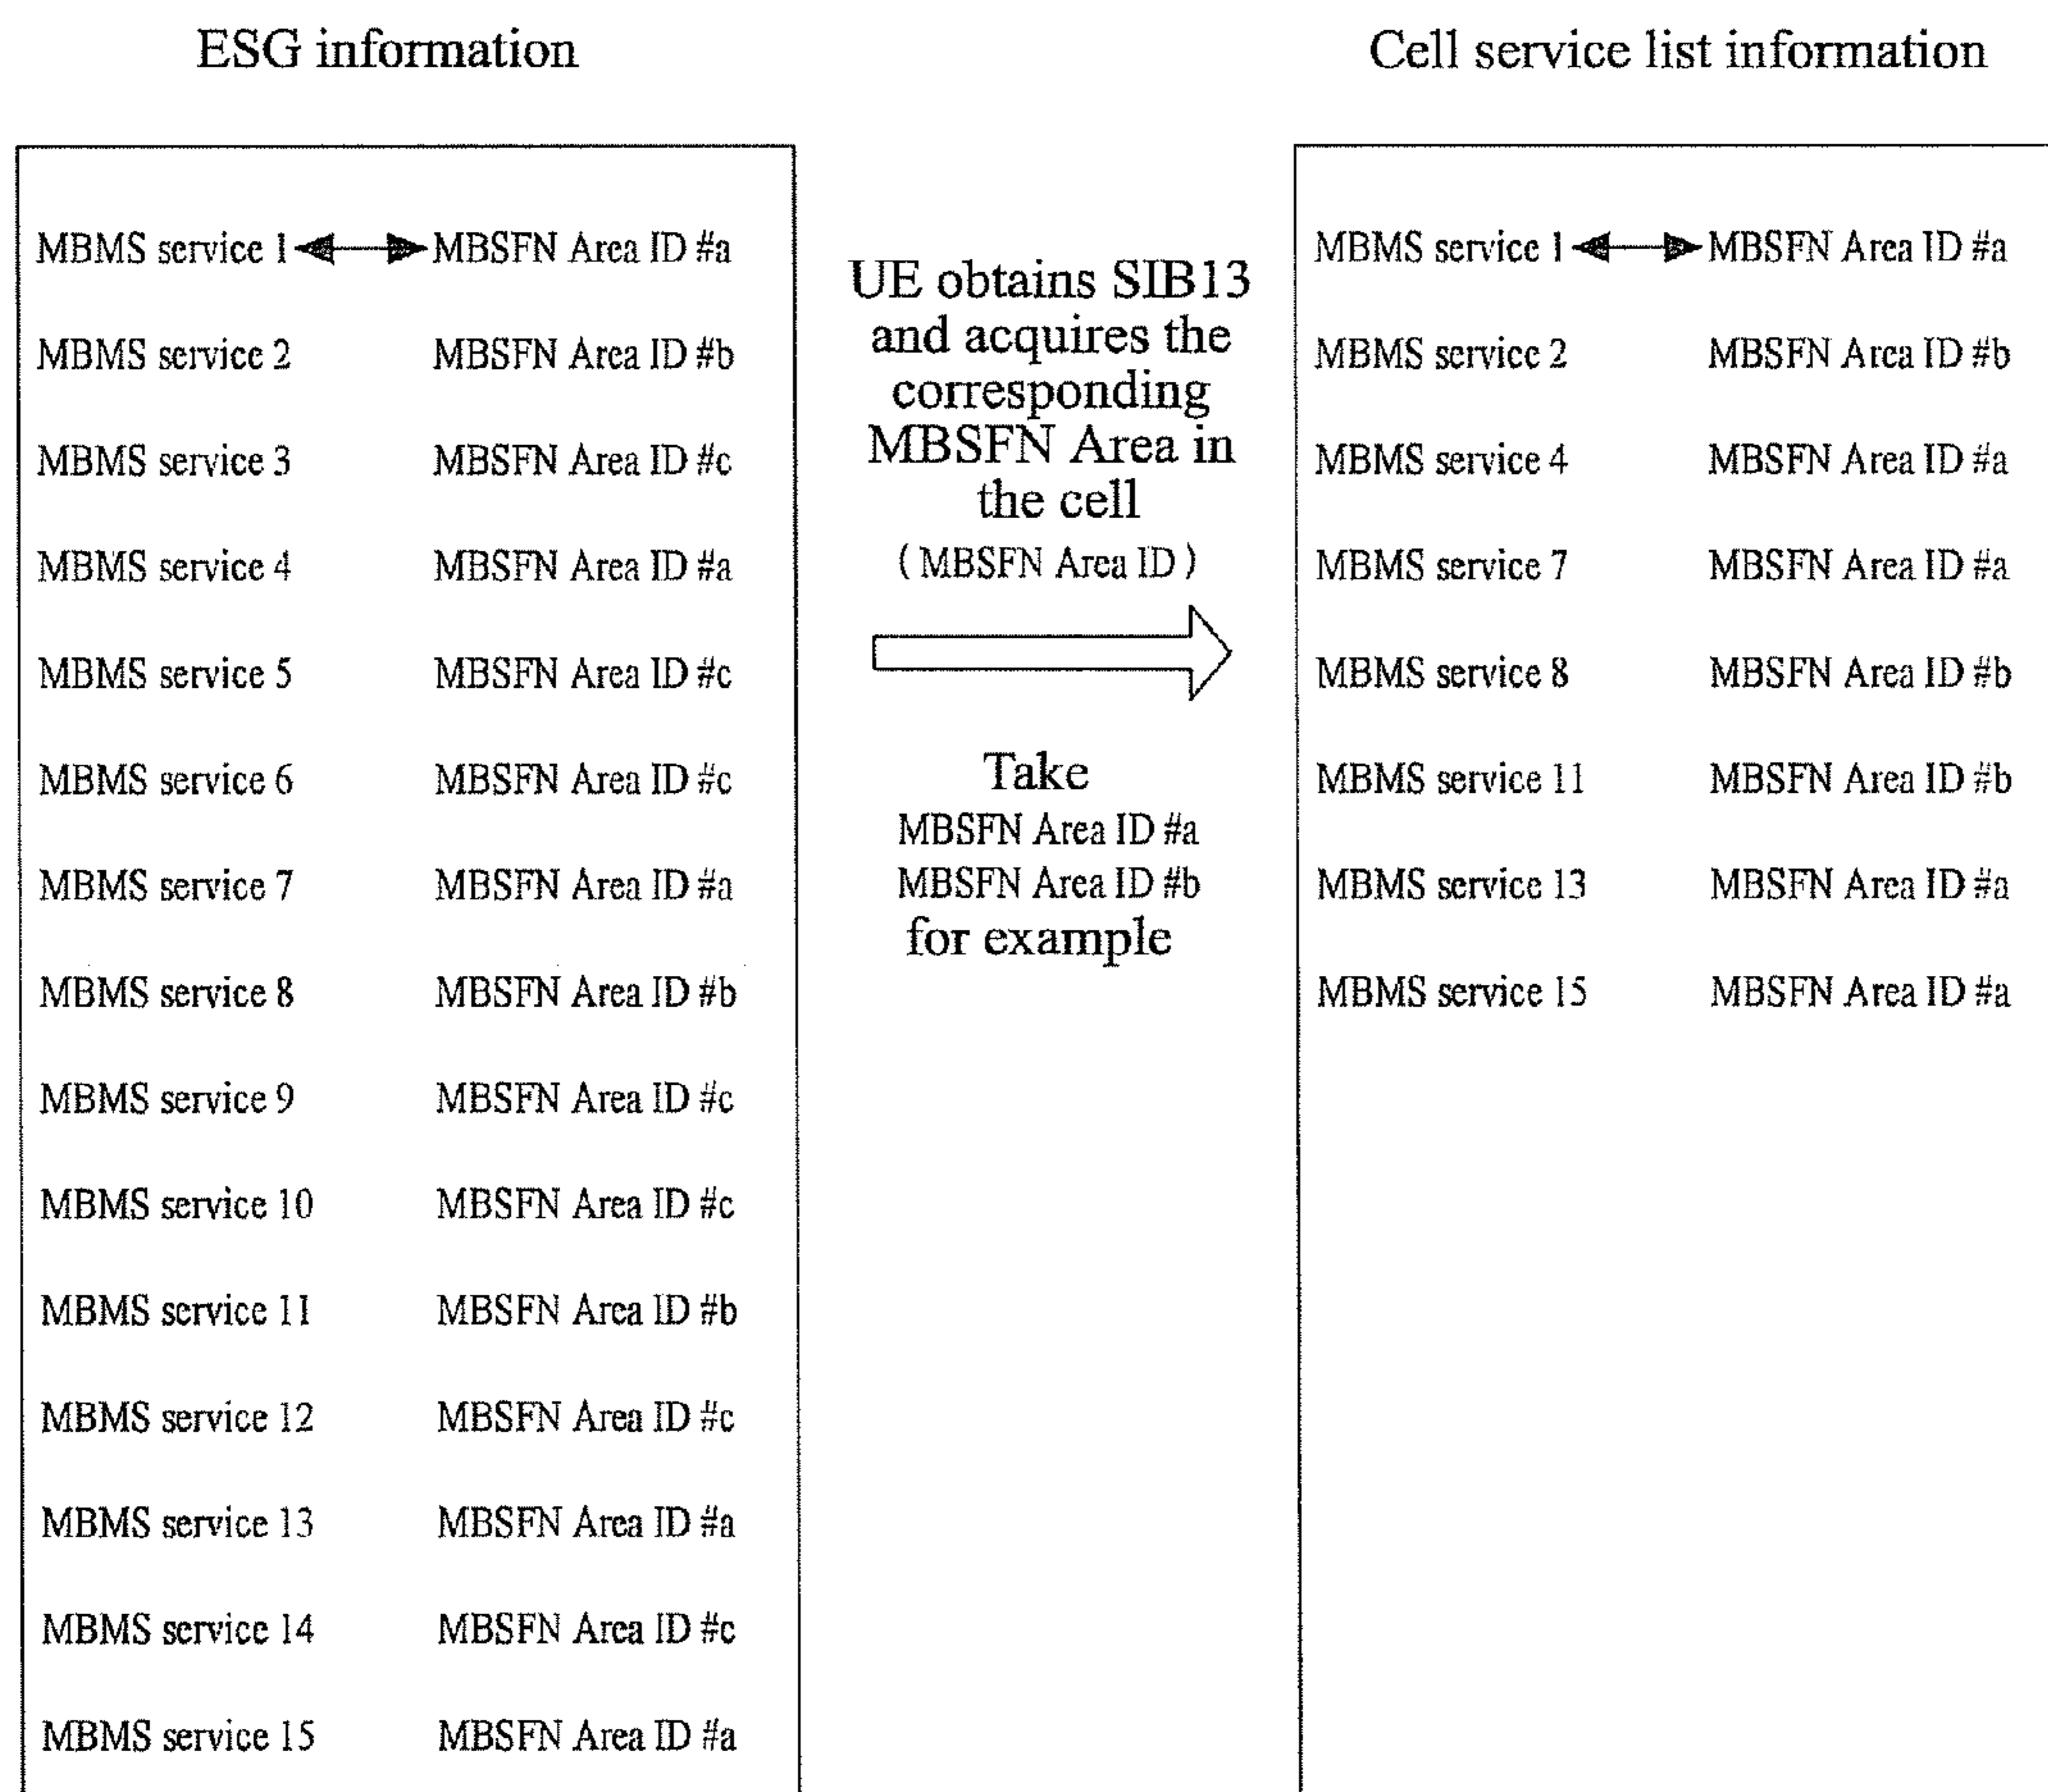 ESG information
Cell service list information
MBMS service 1 MBSFN Area ID #a
MBMS service 2 MBSFN Area ID #b
MBMS service 3 MBSFN Area ID #c
MBMS service 4 MBSFN Area ID #a
MBMS service 5 MBSFN Area ID #c
MBMS service 6 MBSFN Area ID #c
MBMS service 7 MBSFN Area ID #a
MBMS service 8 MBSFN Area ID #b
MBMS service 9 MBSFN Area ID #c
MBMS service 10 MBSFN Area ID #c
MBMS service 11 MBSFN Area ID #b
MBMS service 12 MBSFN Area ID #c
MBMS service 13 MBSFN Area ID #a
MBMS service 14 MBSFN Area ID #c
MBMS service 15 MBSFN Area ID #a
UE obtains SIB13
and acquires the
corresponding
MBSFN Area in
the cell
( MBSFN Area ID )
Take
MBSFN Area ID #a
MBSFN Area ID #b
for example
MBMS service 1 MBSFN Area ID #a
MBMS service 2 MBSFN Area ID #b
MBMS service 4 MBSFN Area ID #a
MBMS service 7 MBSFN Area ID #a
MBMS service 8 MBSFN Area ID #b
MBMS service 11 MBSFN Area ID #b
MBMS service 13 MBSFN Area ID #a
MBMS service 15 MBSFN Area ID #a